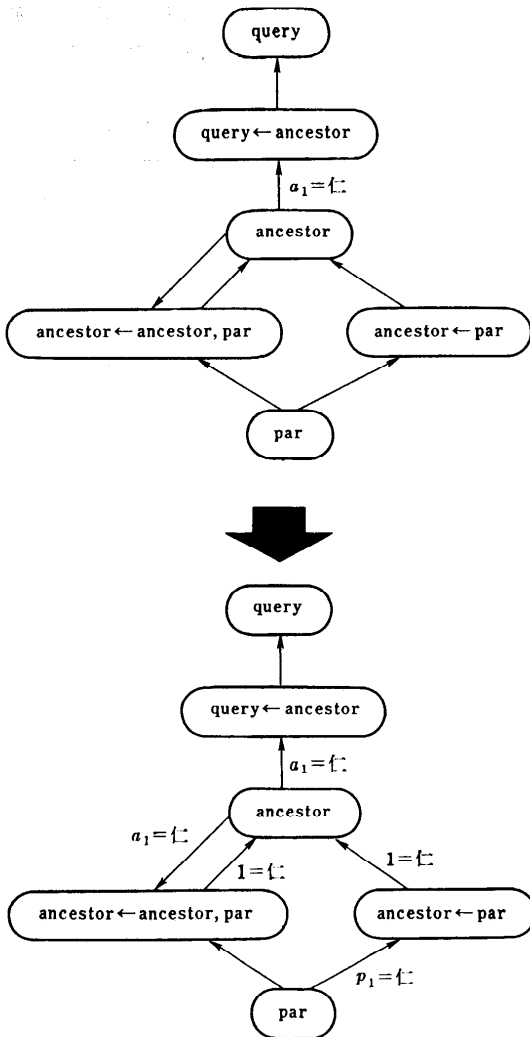 query
query←ancestor
a₁=仁
ancestor
ancestor←ancestor, par
ancestor←par
par
query
query←ancestor
a₁=仁
ancestor
a₁=仁
1=仁
1=仁
ancestor←ancestor, par
ancestor←par
p₁=仁
par